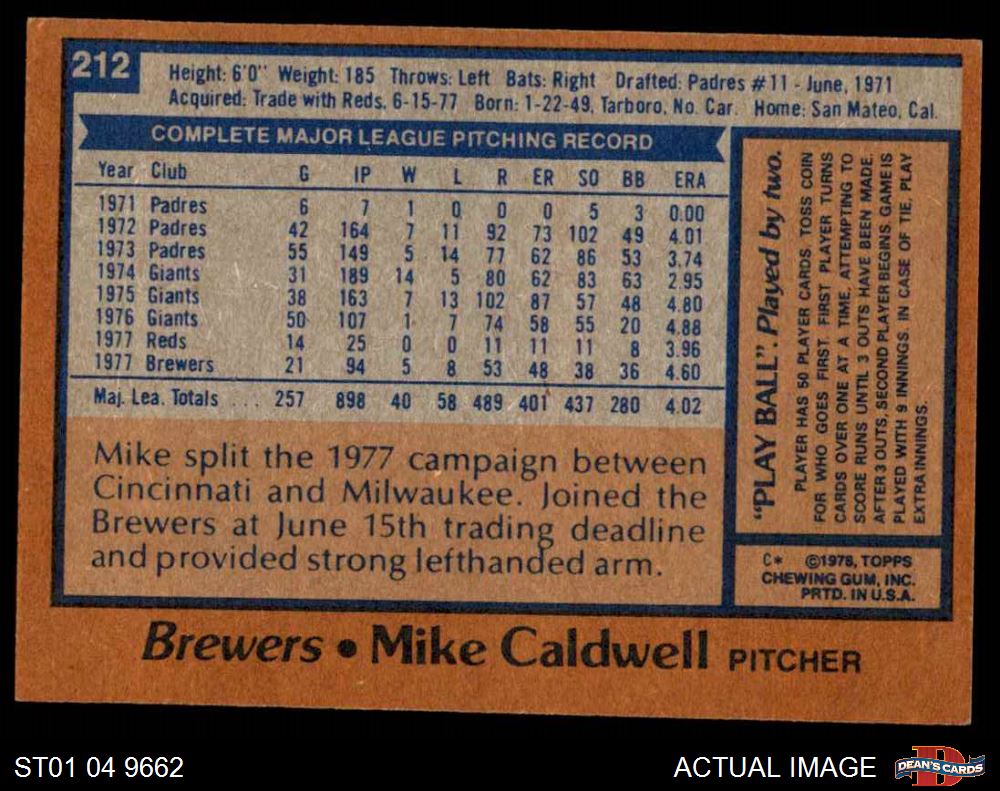 212
Height: 6'0" Weight: 185 Throws: Left Bats: Right Drafted: Padres #11 - June, 1971
Acquired: Trade with Reds, 6-15-77 Born: 1-22-49, Tarboro, No. Car. Home: San Mateo, Cal.
COMPLETE MAJOR LEAGUE PITCHING RECORD
Year Club G IP W L R ER SO BB ERA
1971 Padres 6 7 1 0 0 0 5 3 0.00
1972 Padres 42 164 7 11 92 73 102 49 4.01
1973 Padres 55 149 5 14 77 62 86 53 3.74
1974 Giants 31 189 14 5 80 62 83 63 2.95
1975 Giants 38 163 7 13 102 87 57 48 4.80
1976 Giants 50 107 1 7 74 58 55 20 4.88
1977 Reds 14 25 0 0 11 11 11 8 3.96
1977 Brewers 21 94 5 8 53 48 38 36 4.60
Maj. Lea. Totals ... 257 898 40 58 489 401 437 280 4.02
Mike split the 1977 campaign between
Cincinnati and Milwaukee. Joined the
Brewers at June 15th trading deadline
and provided strong lefthanded arm.
"PLAY BALL". Played by two.
PLAYER HAS 50 PLAYER CARDS. TOSS COIN
FOR WHO GOES FIRST. FIRST PLAYER TURNS
CARDS OVER ONE AT A TIME, ATTEMPTING TO
SCORE RUNS UNTIL 3 OUTS HAVE BEEN MADE.
AFTER 3 OUTS, SECOND PLAYER BEGINS. GAME IS
PLAYED WITH 9 INNINGS. IN CASE OF TIE, PLAY
EXTRA INNINGS.
C* ©1978, TOPPS
CHEWING GUM, INC.
PRTD. IN U.S.A.
Brewers • Mike Caldwell PITCHER
ST01 04 9662
ACTUAL IMAGE
DEAN'S CARDS